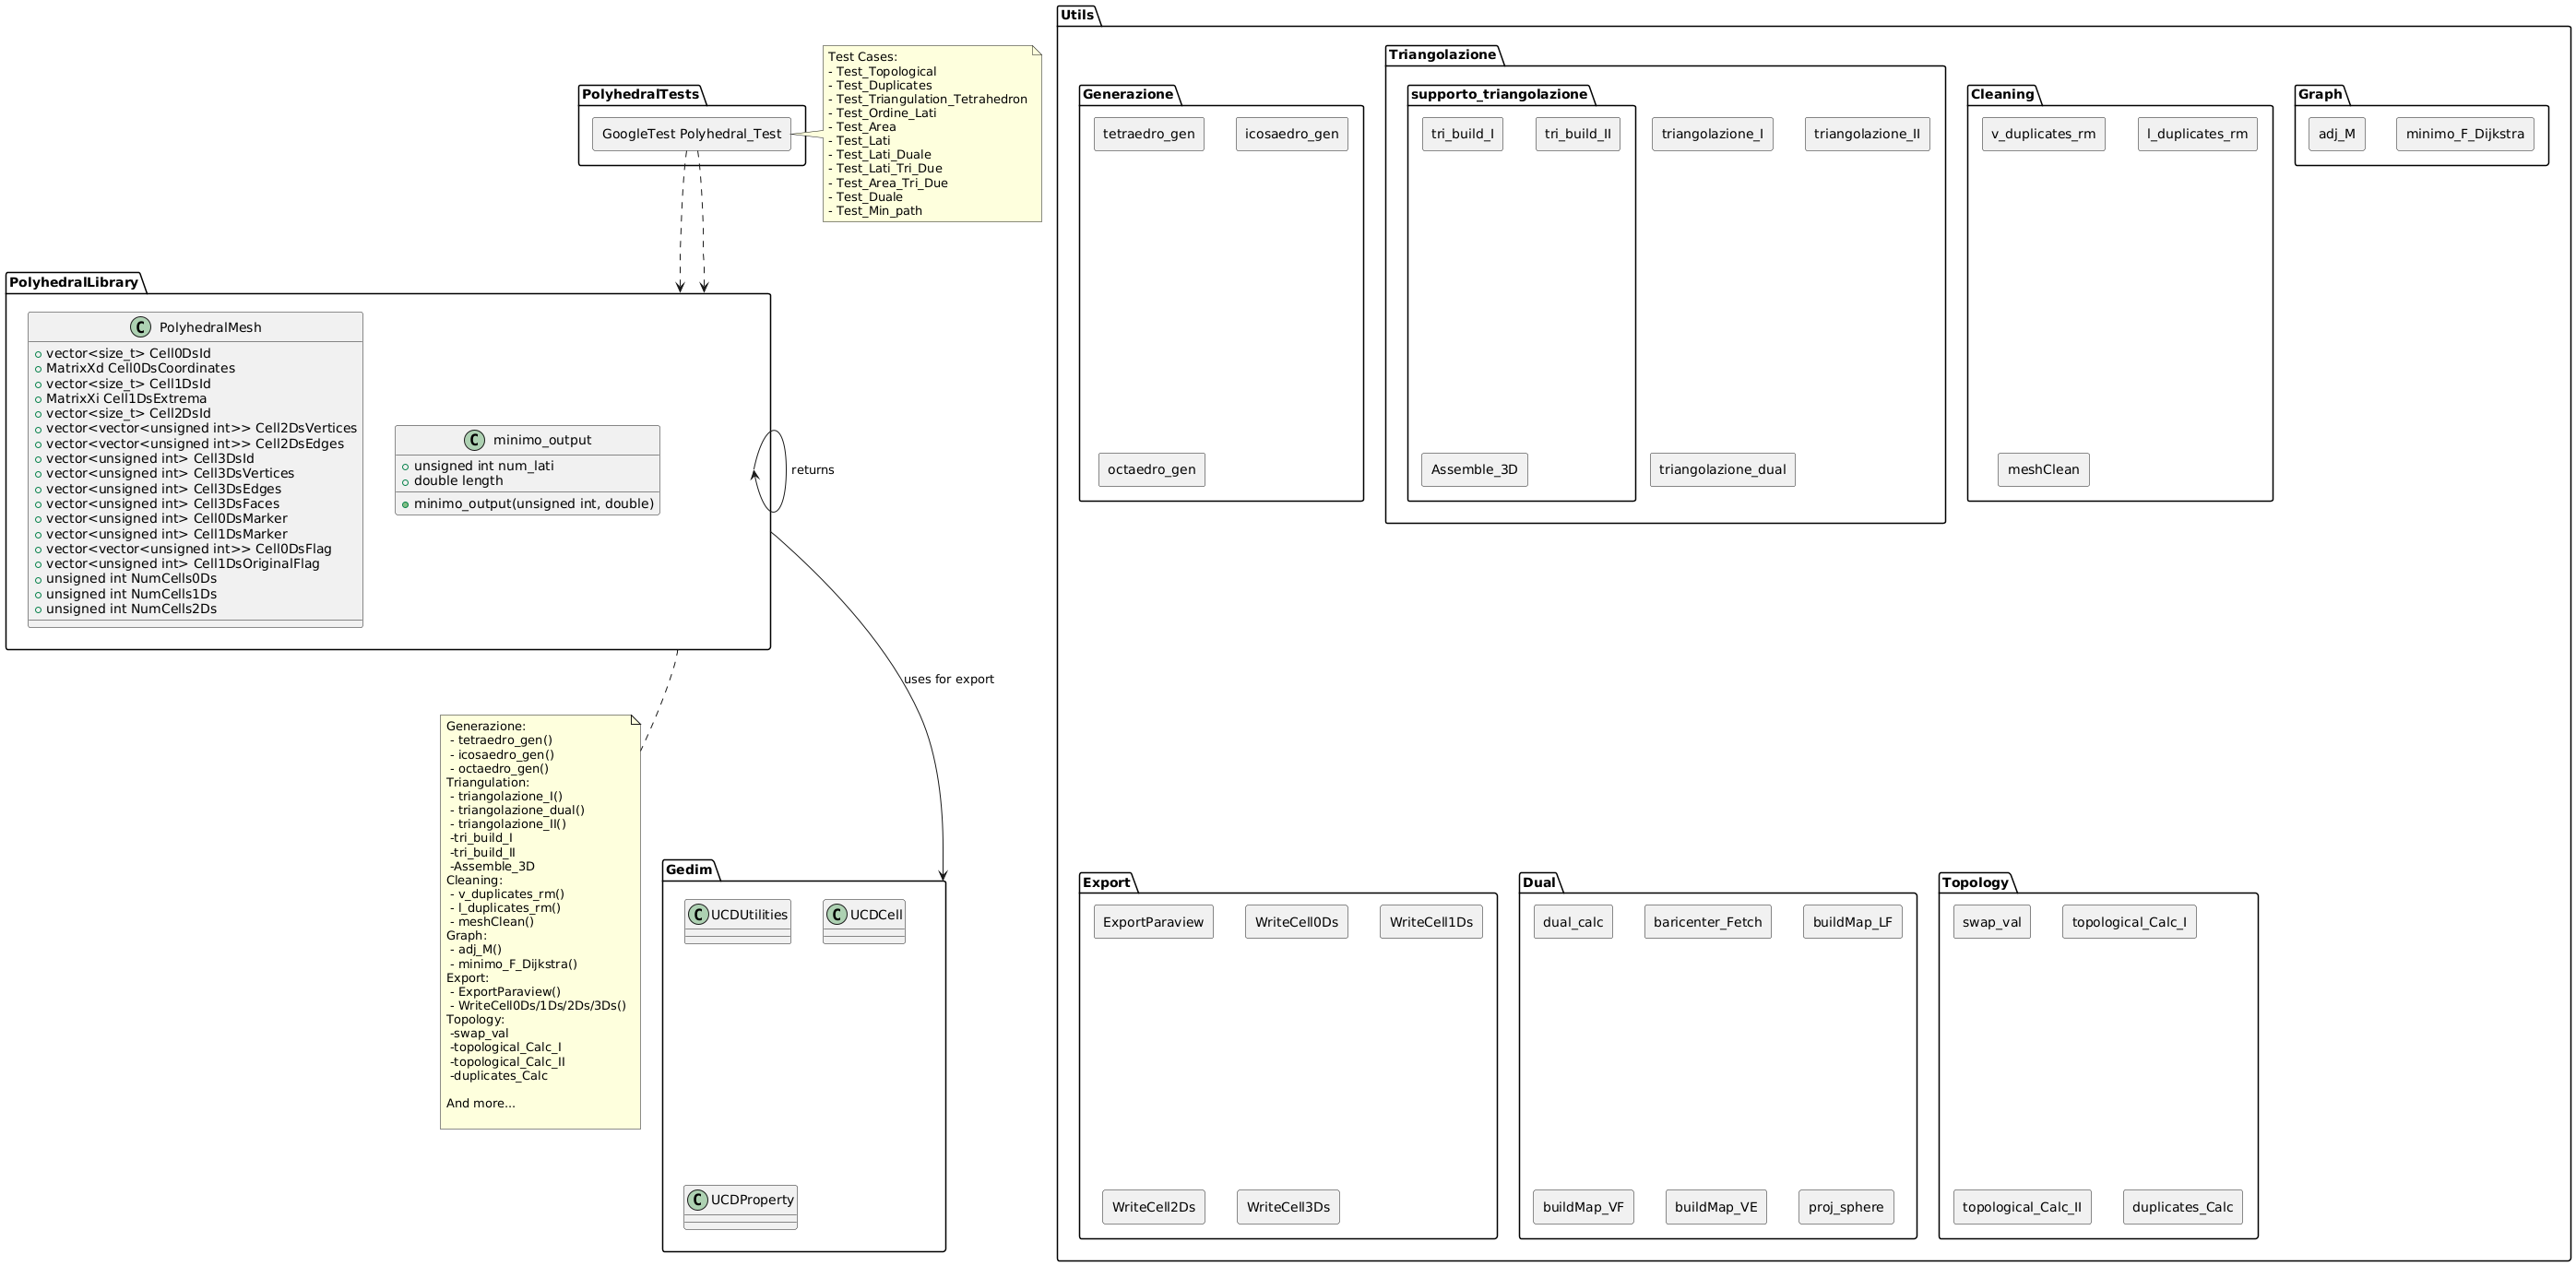 PolyhedralTests
GoogleTest Polyhedral_Test
Test Cases:
- Test_Topological
- Test_Duplicates
- Test_Triangulation_Tetrahedron
- Test_Ordine_Lati
- Test_Area
- Test_Lati
- Test_Lati_Duale
- Test_Lati_Tri_Due
- Test_Area_Tri_Due
- Test_Duale
- Test_Min_path
PolyhedralLibrary
C PolyhedralMesh
vector<size_t> Cell0DsId
MatrixXd Cell0DsCoordinates
vector<size_t> Cell1DsId
MatrixXi Cell1DsExtrema
vector<size_t> Cell2DsId
vector<vector<unsigned int>> Cell2DsVertices
vector<vector<unsigned int>> Cell2DsEdges
vector<unsigned int> Cell3DsId
vector<unsigned int> Cell3DsVertices
vector<unsigned int> Cell3DsEdges
vector<unsigned int> Cell3DsFaces
vector<unsigned int> Cell0DsMarker
vector<unsigned int> Cell1DsMarker
vector<vector<unsigned int>> Cell0DsFlag
vector<unsigned int> Cell1DsOriginalFlag
unsigned int NumCells0Ds
unsigned int NumCells1Ds
unsigned int NumCells2Ds
C minimo_output
unsigned int num_lati
double length
minimo_output(unsigned int, double)
returns
uses for export
Generazione:
- tetraedro_gen()
- icosaedro_gen()
- octaedro_gen()
Triangulation:
- triangolazione_I()
- triangolazione_dual()
- triangolazione_II()
-tri_build_I
-tri_build_II
-Assemble_3D
Cleaning:
- v_duplicates_rm()
- l_duplicates_rm()
- meshClean()
Graph:
- adj_M()
- minimo_F_Dijkstra()
Export:
- ExportParaview()
- WriteCell0Ds/1Ds/2Ds/3Ds()
Topology:
-swap_val
-topological_Calc_I
-topological_Calc_II
-duplicates_Calc
And more...
Gedim
C UCDUtilities
C UCDCell
C UCDProperty
Utils
Generazione
tetraedro_gen
icosaedro_gen
octaedro_gen
Triangolazione
supporto_triangolazione
tri_build_I
tri_build_II
Assemble_3D
triangolazione_I
triangolazione_II
triangolazione_dual
Cleaning
v_duplicates_rm
l_duplicates_rm
meshClean
Graph
adj_M
minimo_F_Dijkstra
Export
ExportParaview
WriteCell0Ds
WriteCell1Ds
WriteCell2Ds
WriteCell3Ds
Dual
dual_calc
baricenter_Fetch
buildMap_LF
buildMap_VF
buildMap_VE
proj_sphere
Topology
swap_val
topological_Calc_I
topological_Calc_II
duplicates_Calc